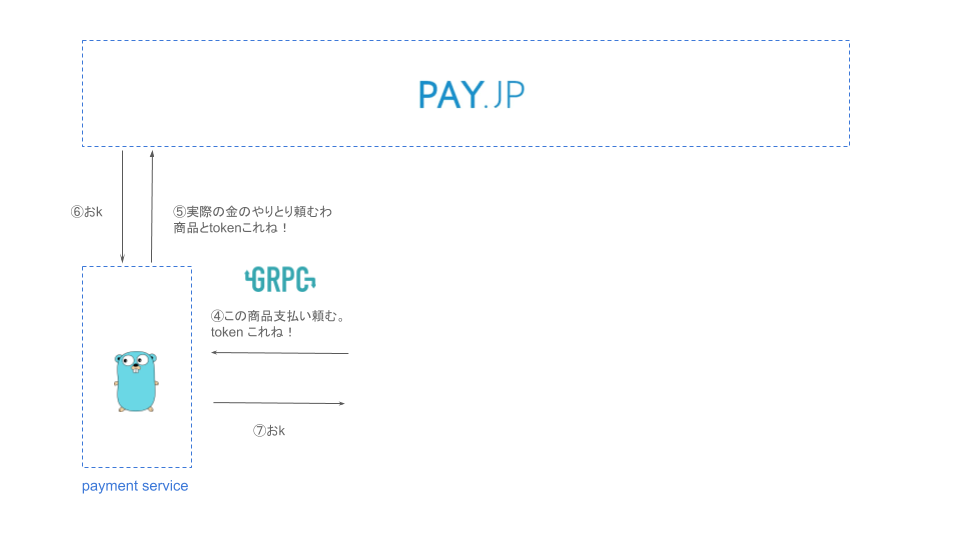 PAY.JP
⑥おk
⑤実際の金のやりとり頼むわ
商品とtokenこれね！
GRPC
④この商品支払い頼む。
token これね！
⑦おk
payment service